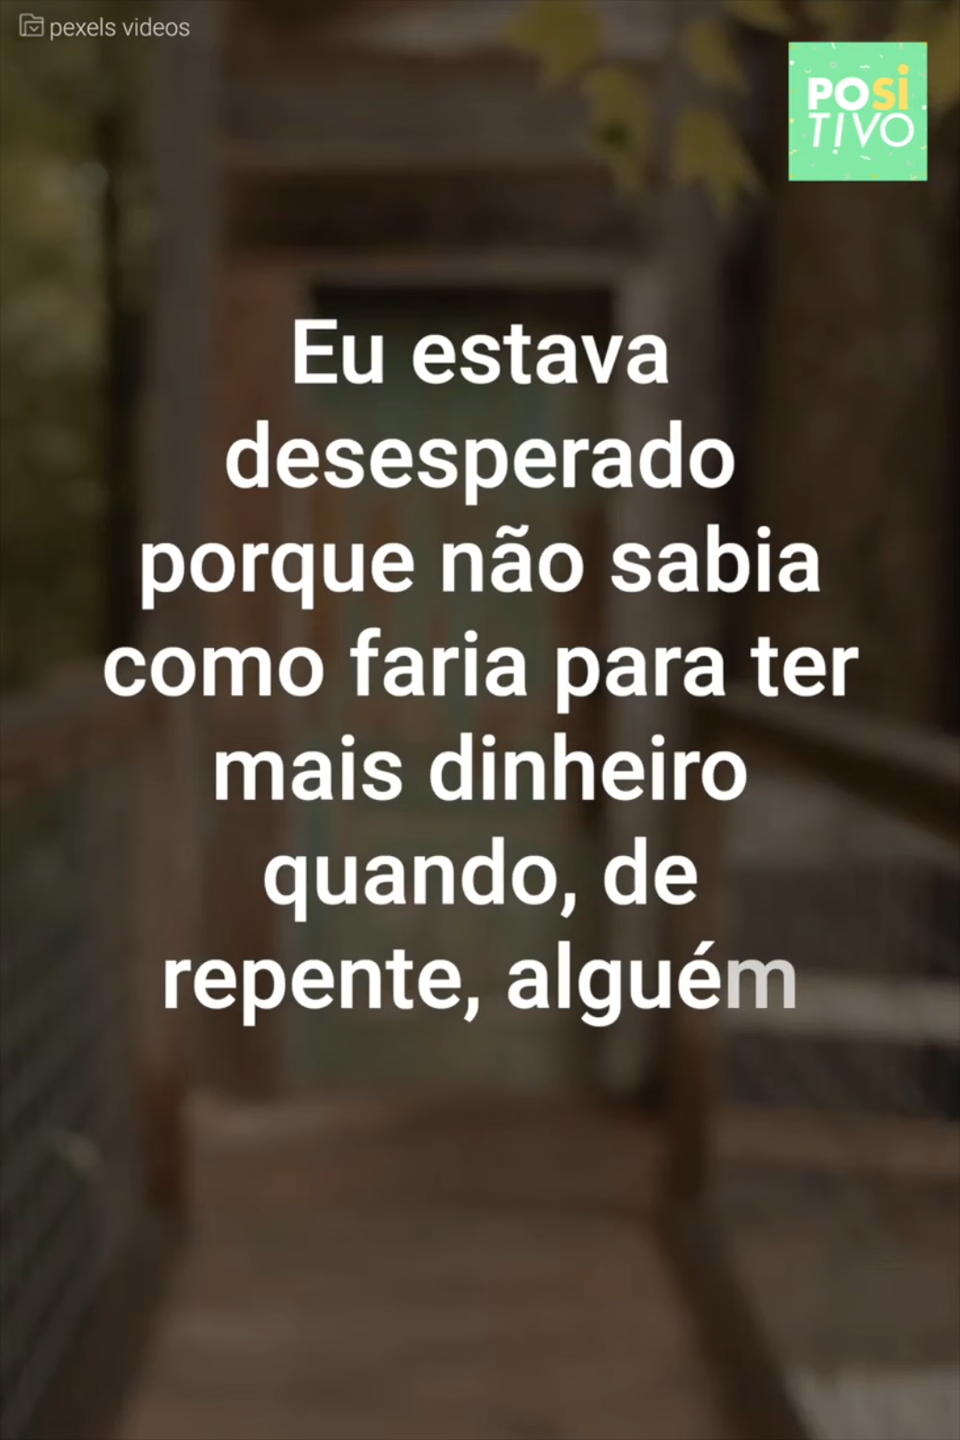 pexels videos
POSi
T!VO
Eu estava
desesperado
porque não sabia
como faria para ter
mais dinheiro
quando, de
repente, alguém